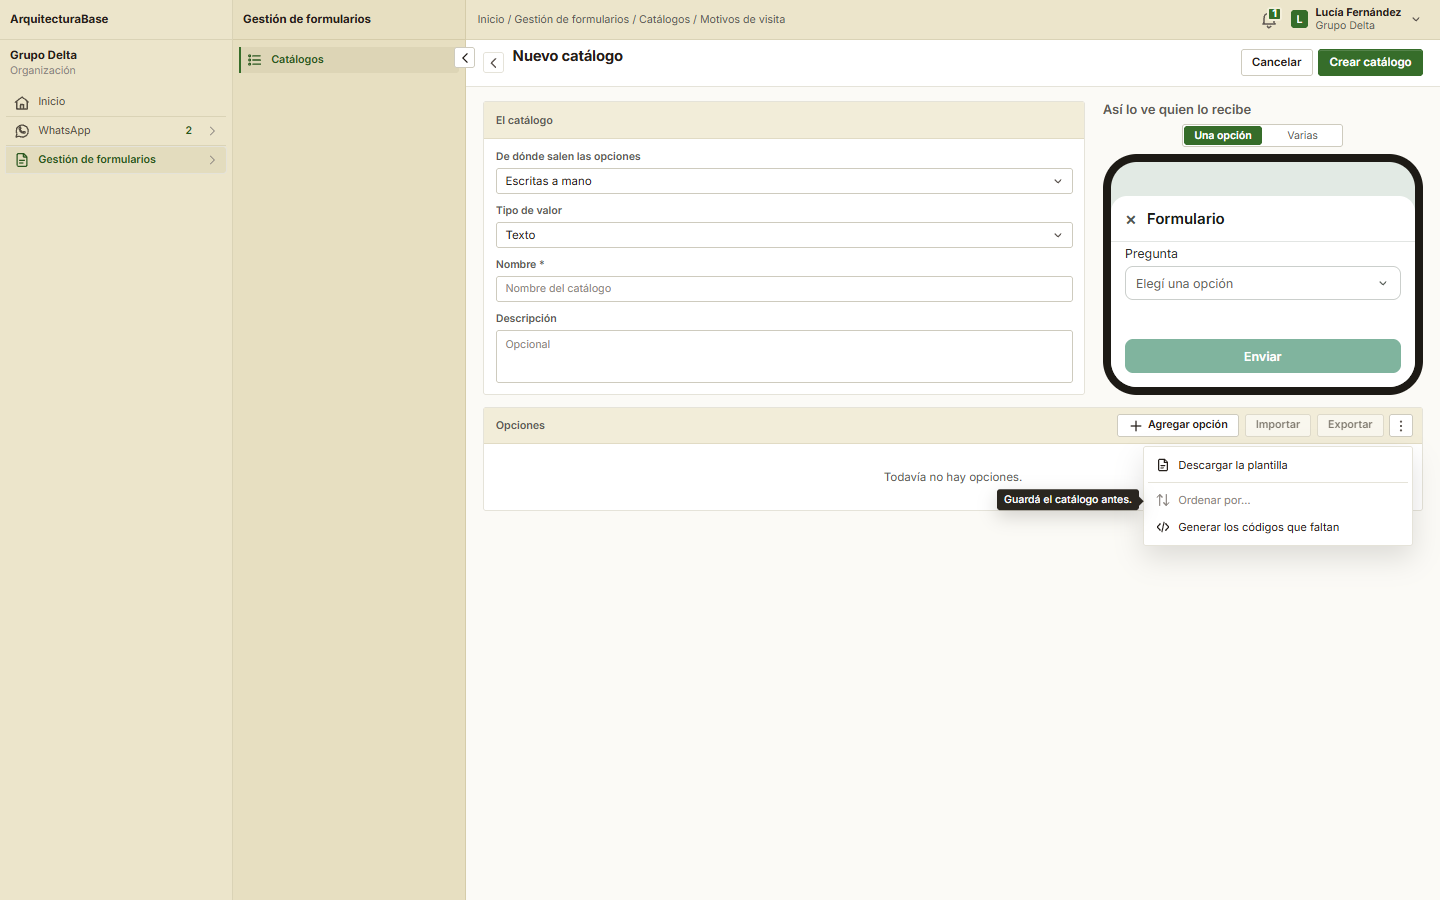 ArquitecturaBase
Grupo Delta
Organización
Inicio
WhatsApp 2
Gestión de formularios
Gestión de formularios
Catálogos
Inicio / Gestión de formularios / Catálogos / Motivos de visita
1
L
Lucía Fernández
Grupo Delta
Nuevo catálogo
Cancelar
Crear catálogo
El catálogo
De dónde salen las opciones
Escritas a mano
Tipo de valor
Texto
Nombre *
Nombre del catálogo
Descripción
Opcional
Así lo ve quien lo recibe
Una opción
Varias
Formulario
Pregunta
Elegí una opción
Enviar
Opciones
Agregar opción
Importar
Exportar
Todavía no hay opciones.
Descargar la plantilla
Guardá el catálogo antes.
Ordenar por...
Generar los códigos que faltan